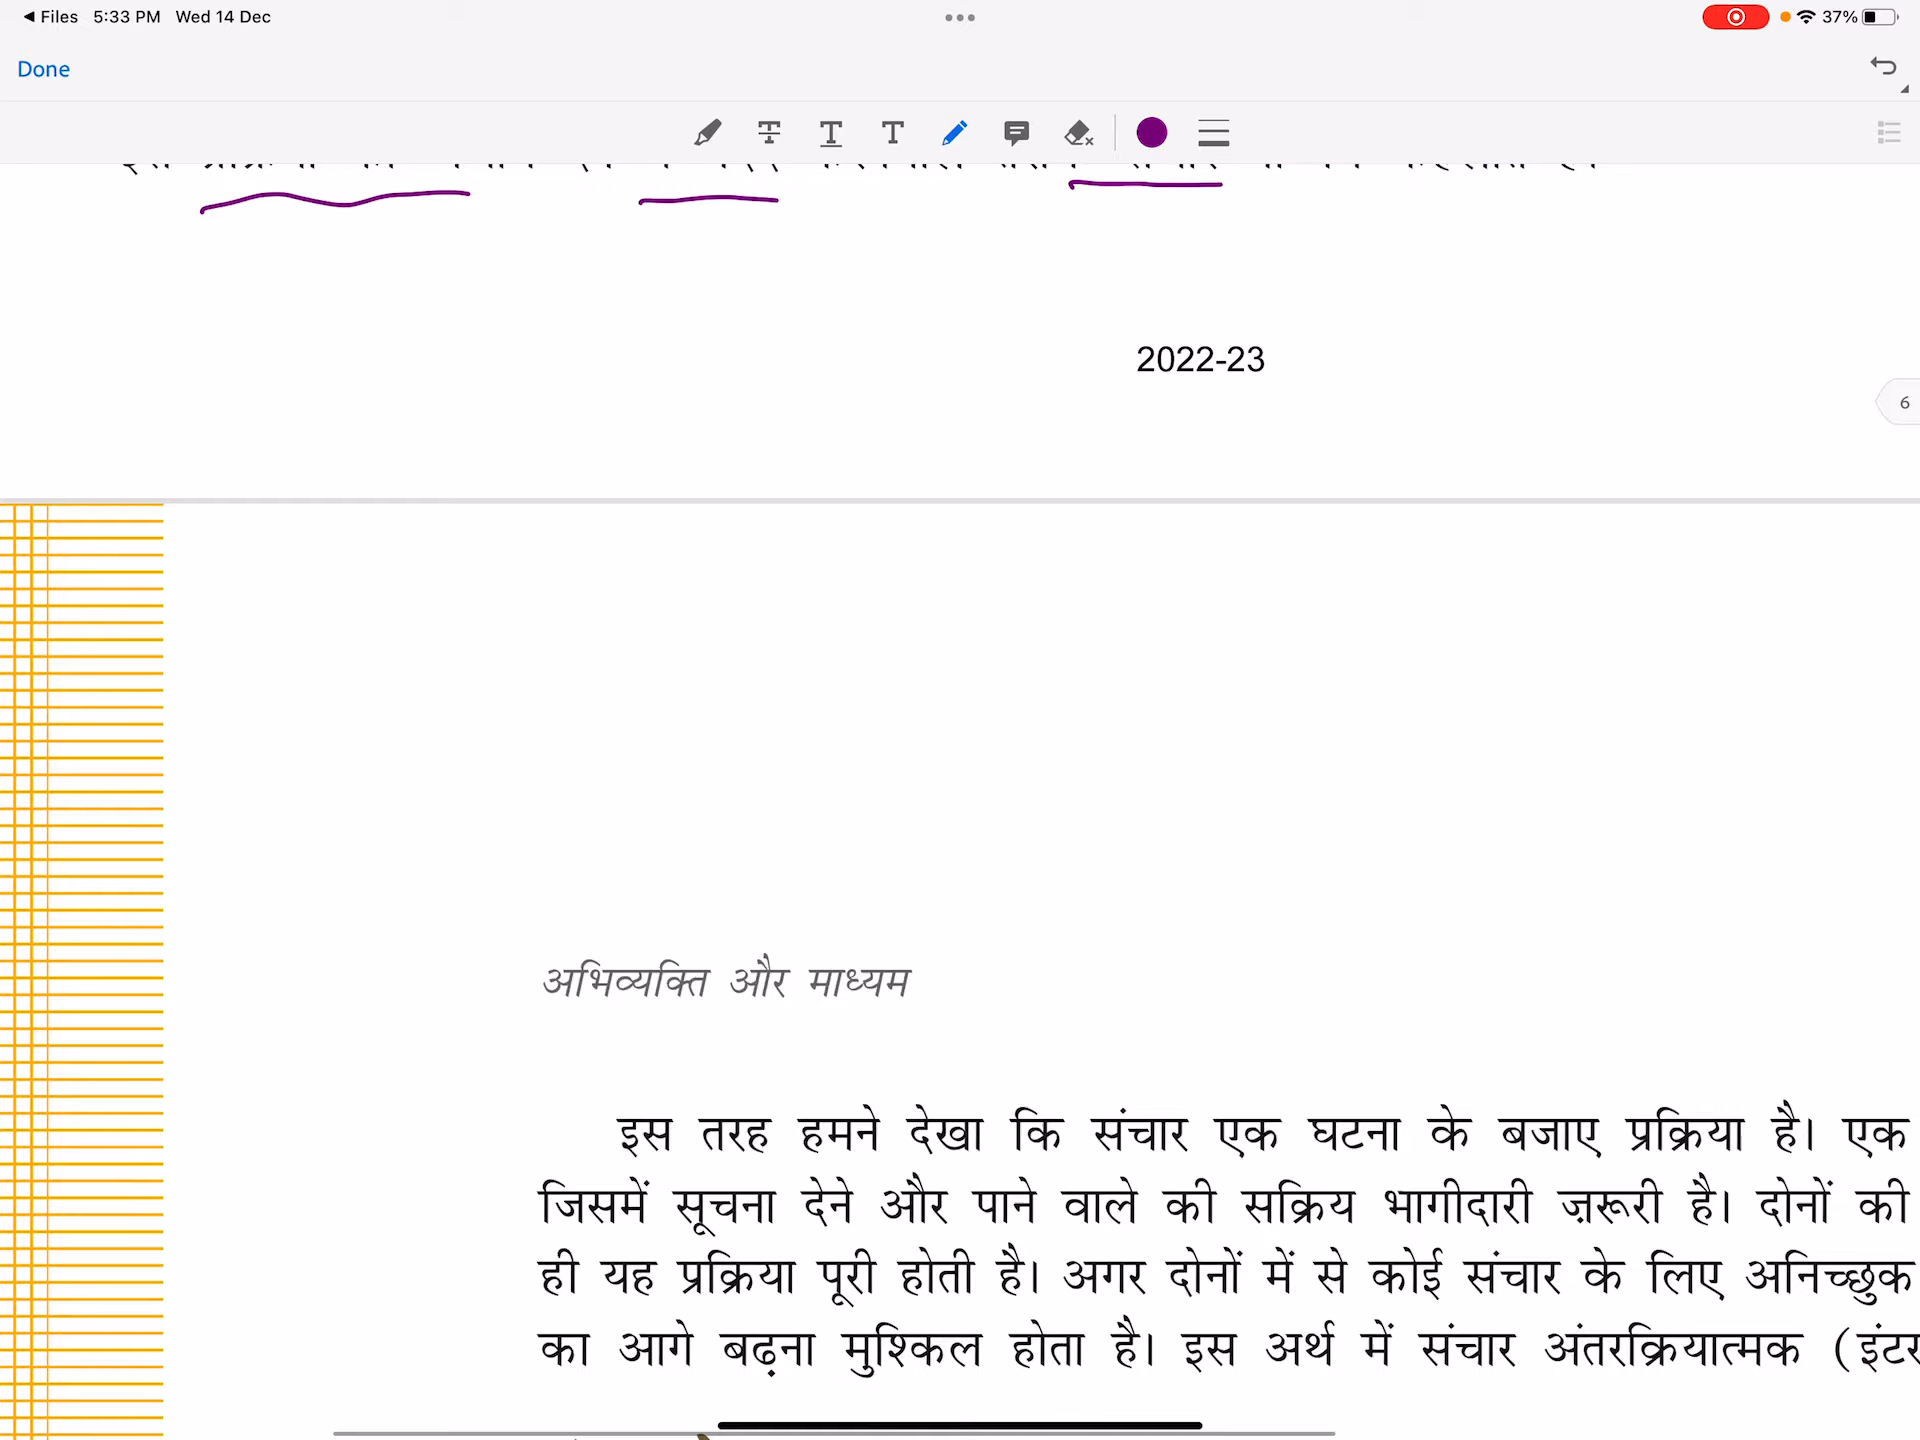 Files 5:33 PM Wed 14 Dec
37%
Done
2022-23
6
अभिव्यक्ति और माध्यम
इस तरह हमने देखा कि संचार एक घटना के बजाए प्रक्रिया है। एक
जिसमें सूचना देने और पाने वाले की सक्रिय भागीदारी ज़रूरी है। दोनों की
ही यह प्रक्रिया पूरी होती है। अगर दोनों में से कोई संचार के लिए अनिच्छुक
का आगे बढ़ना मुश्किल होता है। इस अर्थ में संचार अंतरक्रियात्मक (इंटर